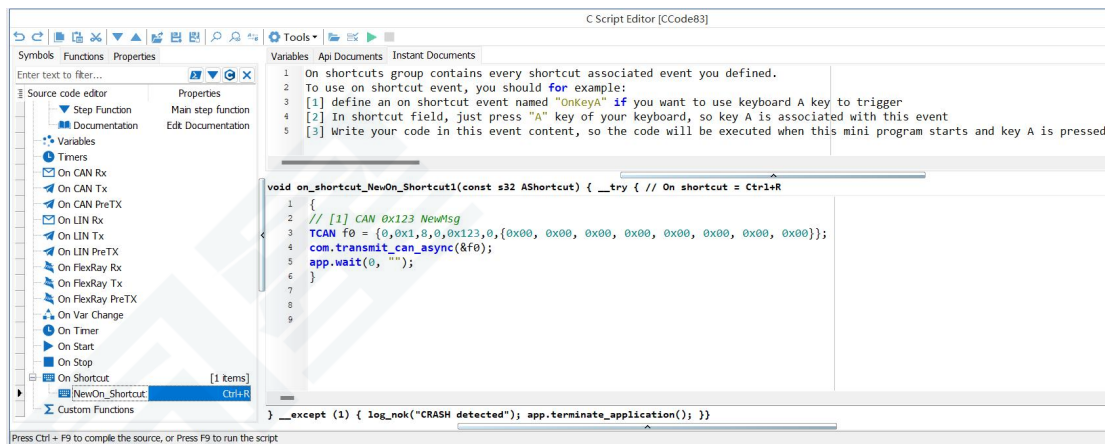 C Script Editor [CCode83]
Tools
Symbols Functions Properties
Variables Api Documents Instant Documents
Enter text to filter...
Source code editor Properties
Step Function Main step function
Documentation Edit Documentation
Variables
Timers
On CAN Rx
On CAN Tx
On CAN PreTX
On LIN Rx
On LIN Tx
On LIN PreTX
On FlexRay Rx
On FlexRay Tx
On FlexRay PreTX
On Var Change
On Timer
On Start
On Stop
On Shortcut [1 items]
NewOn_Shortcut Ctrl+R
Custom Functions
1 On shortcuts group contains every shortcut associated event you defined.
2 To use on shortcut event, you should for example:
3 [1] define an on shortcut event named "OnKeyA" if you want to use keyboard A key to trigger
4 [2] In shortcut field, just press "A" key of your keyboard, so key A is associated with this event
5 [3] Write your code in this event content, so the code will be executed when this mini program starts and key A is pressed
void on_shortcut_NewOn_Shortcut1(const s32 AShortcut) { __try { // On shortcut = Ctrl+R
1 {
2 // [1] CAN 0x123 NewMsg
3 TCAN f0 = {0,0x1,8,0,0x123,0,{0x00, 0x00, 0x00, 0x00, 0x00, 0x00, 0x00, 0x00}};
4 com.transmit_can_async(&f0);
5 app.wait(0, "");
6 }
7
8
9
} __except (1) { log_nok("CRASH detected"); app.terminate_application(); }}
Press Ctrl + F9 to compile the source, or Press F9 to run the script